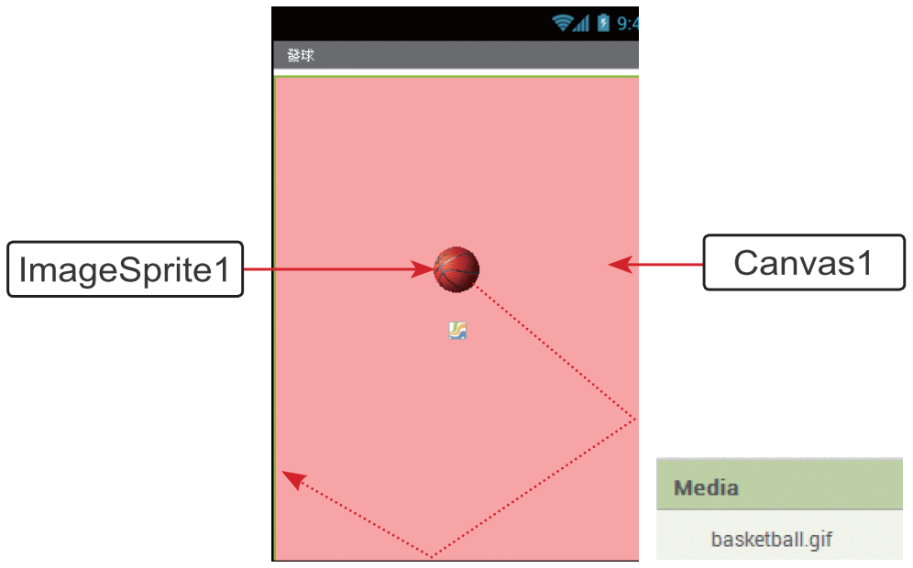 9:4
發球
ImageSprite1
Canvas1
Media
basketball.gif